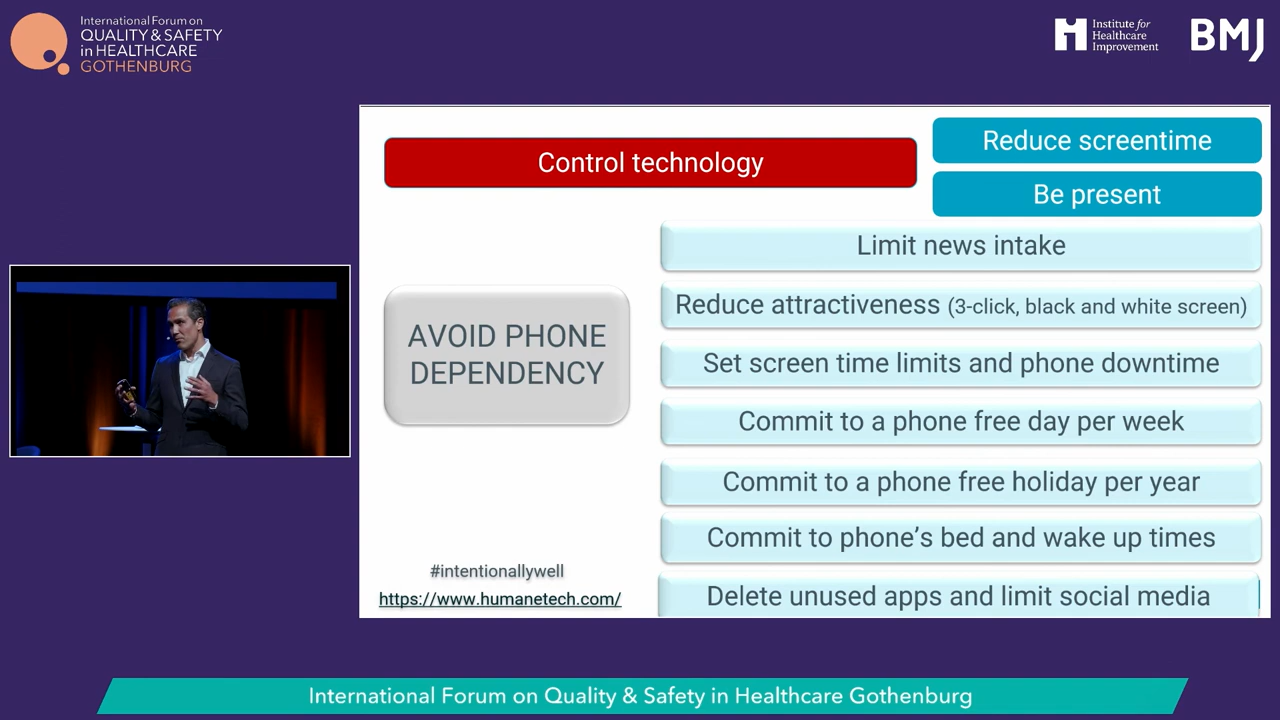 International Forum on
QUALITY & SAFETY
in HEALTHCARE
GOTHENBURG
Institute for
Healthcare
Improvement
BMJ
Control technology
Reduce screentime
Be present
Limit news intake
Reduce attractiveness (3-click, black and white screen)
AVOID PHONE
DEPENDENCY
Set screen time limits and phone downtime
Commit to a phone free day per week
Commit to a phone free holiday per year
Commit to phone’s bed and wake up times
#intentionallywell
https://www.humanetech.com/
Delete unused apps and limit social media
International Forum on Quality & Safety in Healthcare Gothenburg